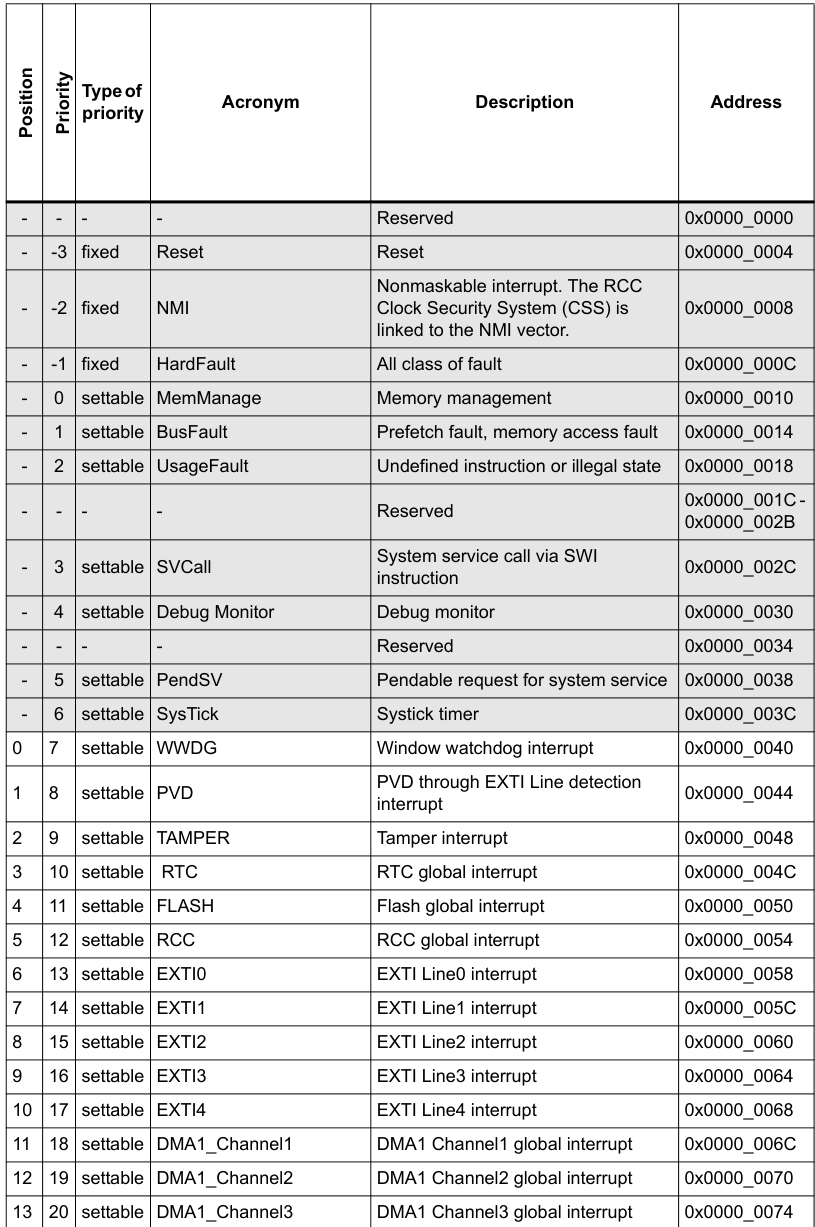 Position Priority Type of priority Acronym Description Address
- - - - Reserved 0x0000_0000
- -3 fixed Reset Reset 0x0000_0004
- -2 fixed NMI Nonmaskable interrupt. The RCC Clock Security System (CSS) is linked to the NMI vector. 0x0000_0008
- -1 fixed HardFault All class of fault 0x0000_000C
- 0 settable MemManage Memory management 0x0000_0010
- 1 settable BusFault Prefetch fault, memory access fault 0x0000_0014
- 2 settable UsageFault Undefined instruction or illegal state 0x0000_0018
- - - - Reserved 0x0000_001C - 0x0000_002B
- 3 settable SVCall System service call via SWI instruction 0x0000_002C
- 4 settable Debug Monitor Debug monitor 0x0000_0030
- - - - Reserved 0x0000_0034
- 5 settable PendSV Pendable request for system service 0x0000_0038
- 6 settable SysTick Systick timer 0x0000_003C
0 7 settable WWDG Window watchdog interrupt 0x0000_0040
1 8 settable PVD PVD through EXTI Line detection interrupt 0x0000_0044
2 9 settable TAMPER Tamper interrupt 0x0000_0048
3 10 settable RTC RTC global interrupt 0x0000_004C
4 11 settable FLASH Flash global interrupt 0x0000_0050
5 12 settable RCC RCC global interrupt 0x0000_0054
6 13 settable EXTI0 EXTI Line0 interrupt 0x0000_0058
7 14 settable EXTI1 EXTI Line1 interrupt 0x0000_005C
8 15 settable EXTI2 EXTI Line2 interrupt 0x0000_0060
9 16 settable EXTI3 EXTI Line3 interrupt 0x0000_0064
10 17 settable EXTI4 EXTI Line4 interrupt 0x0000_0068
11 18 settable DMA1_Channel1 DMA1 Channel1 global interrupt 0x0000_006C
12 19 settable DMA1_Channel2 DMA1 Channel2 global interrupt 0x0000_0070
13 20 settable DMA1_Channel3 DMA1 Channel3 global interrupt 0x0000_0074